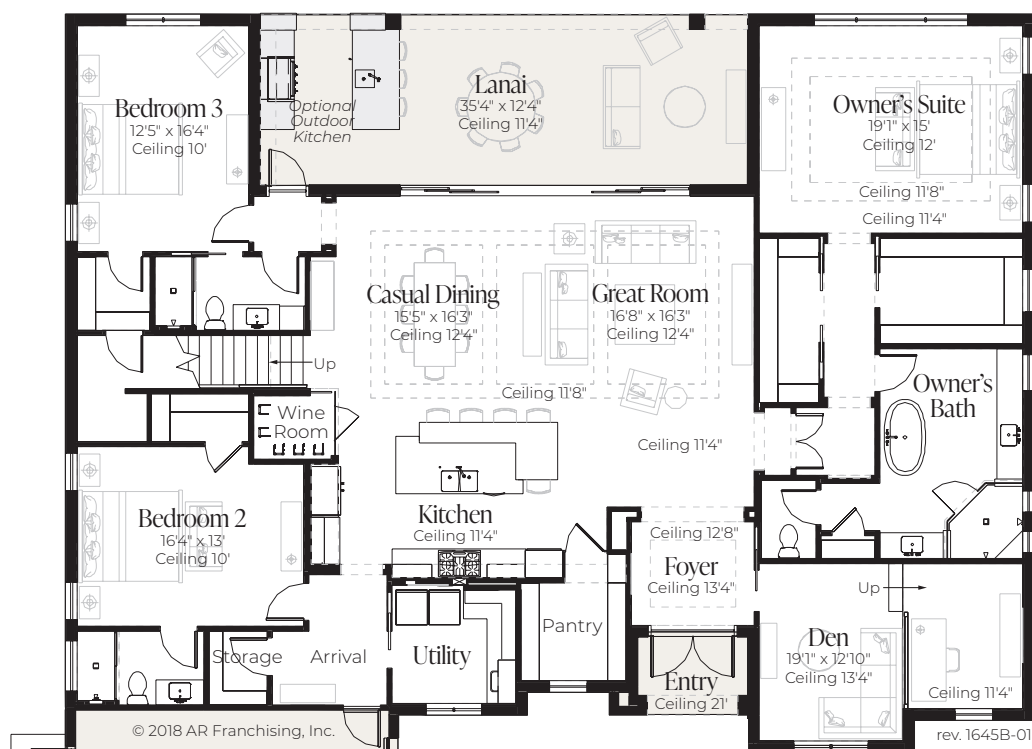 Bedroom 3
12'5" x 16'4"
Ceiling 10'
Optional
Outdoor
Kitchen
Lanai
35'4" x 12'4"
Ceiling 11'4"
Owner's Suite
19'1" x 15'
Ceiling 12'
Ceiling 11'8"
Ceiling 11'4"
Casual Dining
15'5" x 16'3"
Ceiling 12'4"
Great Room
16'8" x 16'3"
Ceiling 12'4"
Up
Ceiling 11'8"
Owner's
Bath
Wine
Room
Ceiling 11'4"
Bedroom 2
16'4" x 13'
Ceiling 10'
Kitchen
Ceiling 11'4"
Ceiling 12'8"
Foyer
Ceiling 13'4"
Up
Storage
Arrival
Utility
Pantry
Entry
Ceiling 21'
Den
19'1" x 12'10"
Ceiling 13'4"
Ceiling 11'4"
© 2018 AR Franchising, Inc.
rev. 1645B-01